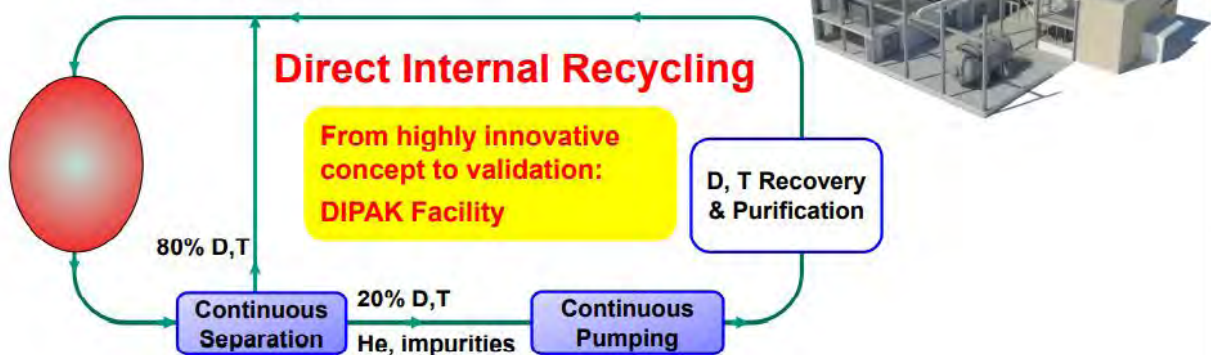 Direct Internal Recycling
From highly innovative
concept to validation:
DIPAK Facility
D, T Recovery
& Purification
80% D,T
Continuous
Separation
20% D,T
He, impurities
Continuous
Pumping